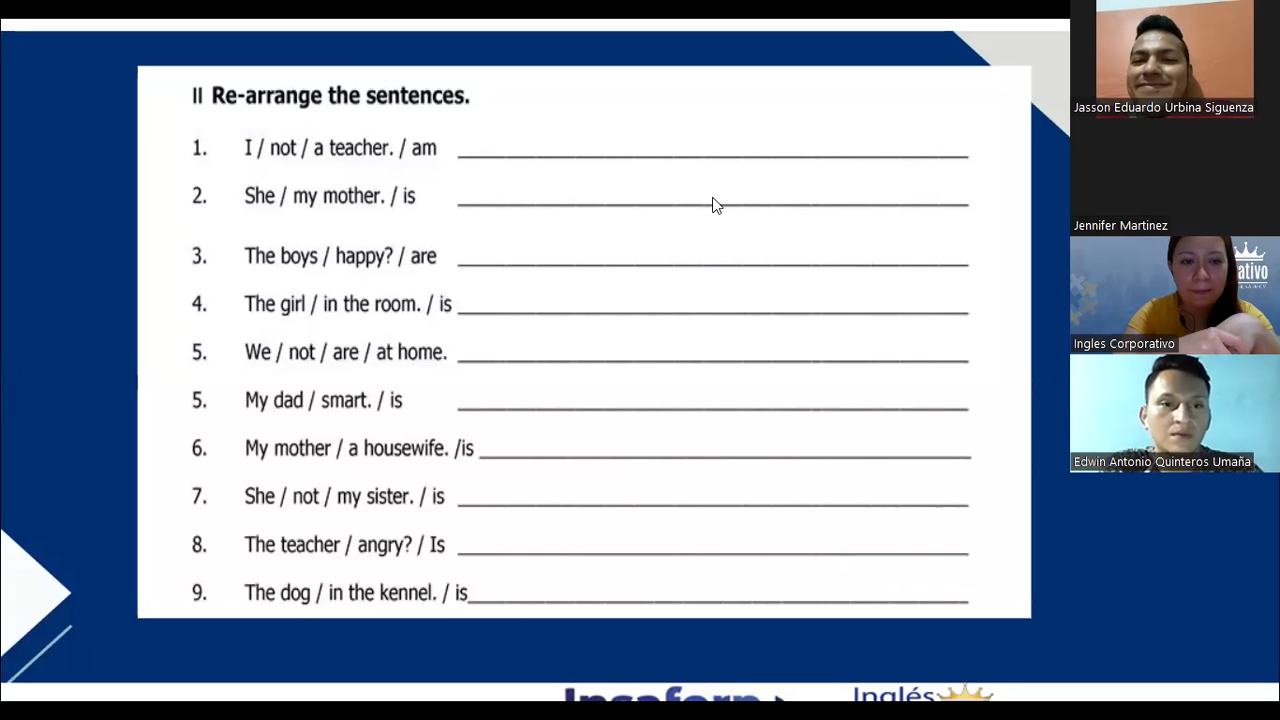 II Re-arrange the sentences.
1. I / not / a teacher. / am
2. She / my mother. / is
3. The boys / happy? / are
4. The girl / in the room. / is
5. We / not / are / at home.
5. My dad / smart. / is
6. My mother / a housewife. /is
7. She / not / my sister. / is
8. The teacher / angry? / Is
9. The dog / in the kennel. / is
Inglés
Jasson Eduardo Urbina Siguenza
Jennifer Martinez
Ingles Corporativo
Edwin Antonio Quinteros Umaña